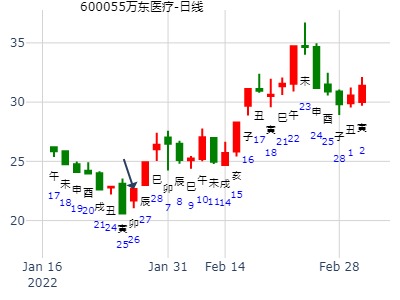 600055万东医疗-日线
35
30
25
20
午 未 申 酉 戌 丑 寅 卯 辰 巳 卯 辰 巳 午 未 戌 亥 子 丑 寅 巳 午 未 申 酉 子 丑 寅
17 18 19 20 21 24 25 26 27 28 7 8 9 10 11 14 15 16 17 18 21 22 23 24 25 28 1 2
Jan 16 Jan 31 Feb 14 Feb 28
2022